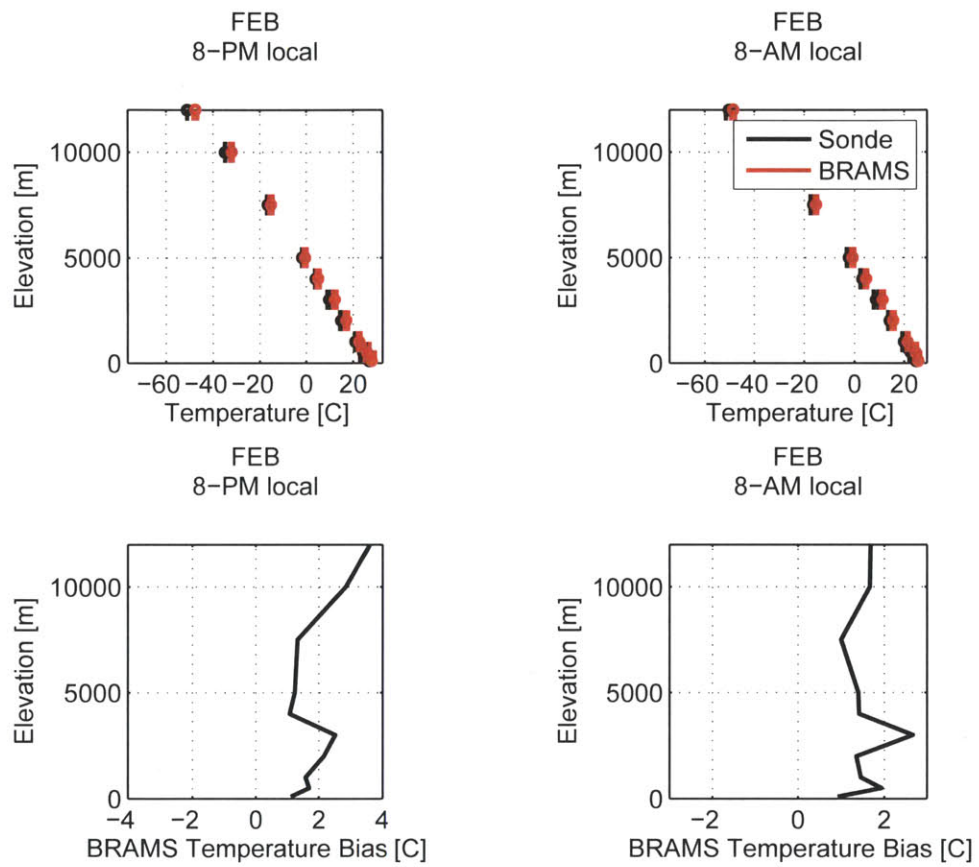 FEB
8−PM local
Elevation [m]
10000
5000
0
−60 −40 −20 0 20
Temperature [C]
FEB
8−AM local
Sonde
BRAMS
Elevation [m]
10000
5000
0
−60 −40 −20 0 20
Temperature [C]
FEB
8−PM local
Elevation [m]
10000
5000
0
−4 −2 0 2 4
BRAMS Temperature Bias [C]
FEB
8−AM local
Elevation [m]
10000
5000
0
−2 0 2
BRAMS Temperature Bias [C]